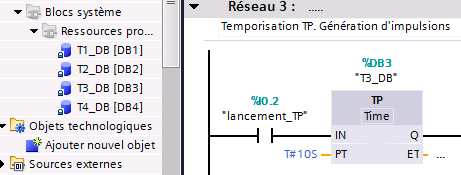 Blocs système
Ressources pro...
T1_DB [DB1]
T2_DB [DB2]
T3_DB [DB3]
T4_DB [DB4]
Objets technologiques
Ajouter nouvel objet
Sources externes
Réseau 3 : .....
Temporisation TP. Génération d'impulsions
%DB3
"T3_DB"
%I0.2
"lancement_TP"
TP
Time
IN Q
T#10S PT ET ...